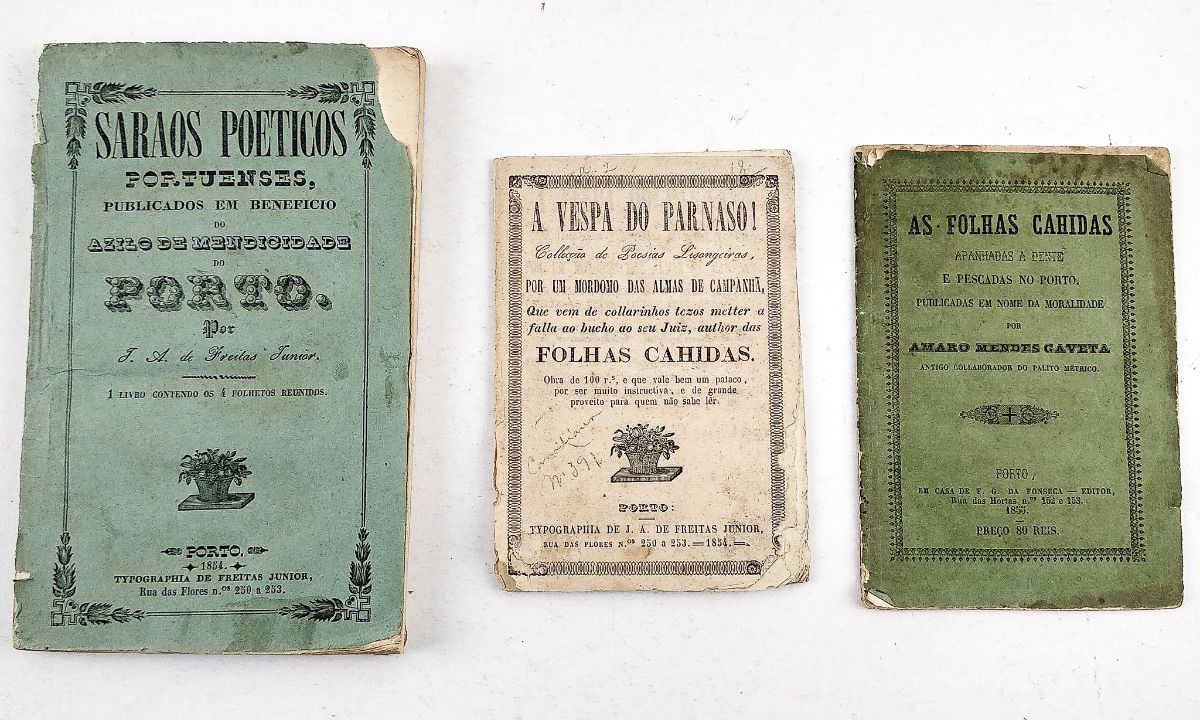 SARAOS POETICOS
PORTUENSES,
PUBLICADOS EM BENEFICIO
DO
AZILO DE MENDICIDADE
DO
PORTO.
Por
J. A. de Freitas Junior.
1 LIVRO CONTENDO OS 4 FOLHETOS REUNIDOS.
PORTO,
1854.
TYPOGRAPHIA DE FREITAS JUNIOR,
Rua das Flores n.os 250 a 253.
A VESPA DO PARNASO!
Collecção de Poesias Lisongeiras,
POR UM MORDOMO DAS ALMAS DE CAMPANHÃ,
Que vem de collarinhos tezos metter a
falla ao bucho ao seu Juiz, author das
FOLHAS CAHIDAS.
Obra de 100 r.s, e que vale bem um pataco,
por ser muito instructiva, e de grande
proveito para quem não sabe lêr.
Nº 391
PORTO:
TYPOGRAPHIA DE J. A. DE FREITAS JUNIOR,
RUA DAS FLORES N.OS 250 a 253.—1854.—
AS FOLHAS CAHIDAS
APANHADAS A DENTE
E PESCADAS NO PORTO.
PUBLICADAS EM NOME DA MORALIDADE
POR
AMARO MENDES GAVETA
ANTIGO COLLABORADOR DO PALITO MÉTRICO.
PORTO,
EM CASA DE F. G. DA FONSECA — EDITOR,
Rua das Hortas n.os 152 e 153.
1855.
PREÇO 80 REIS.